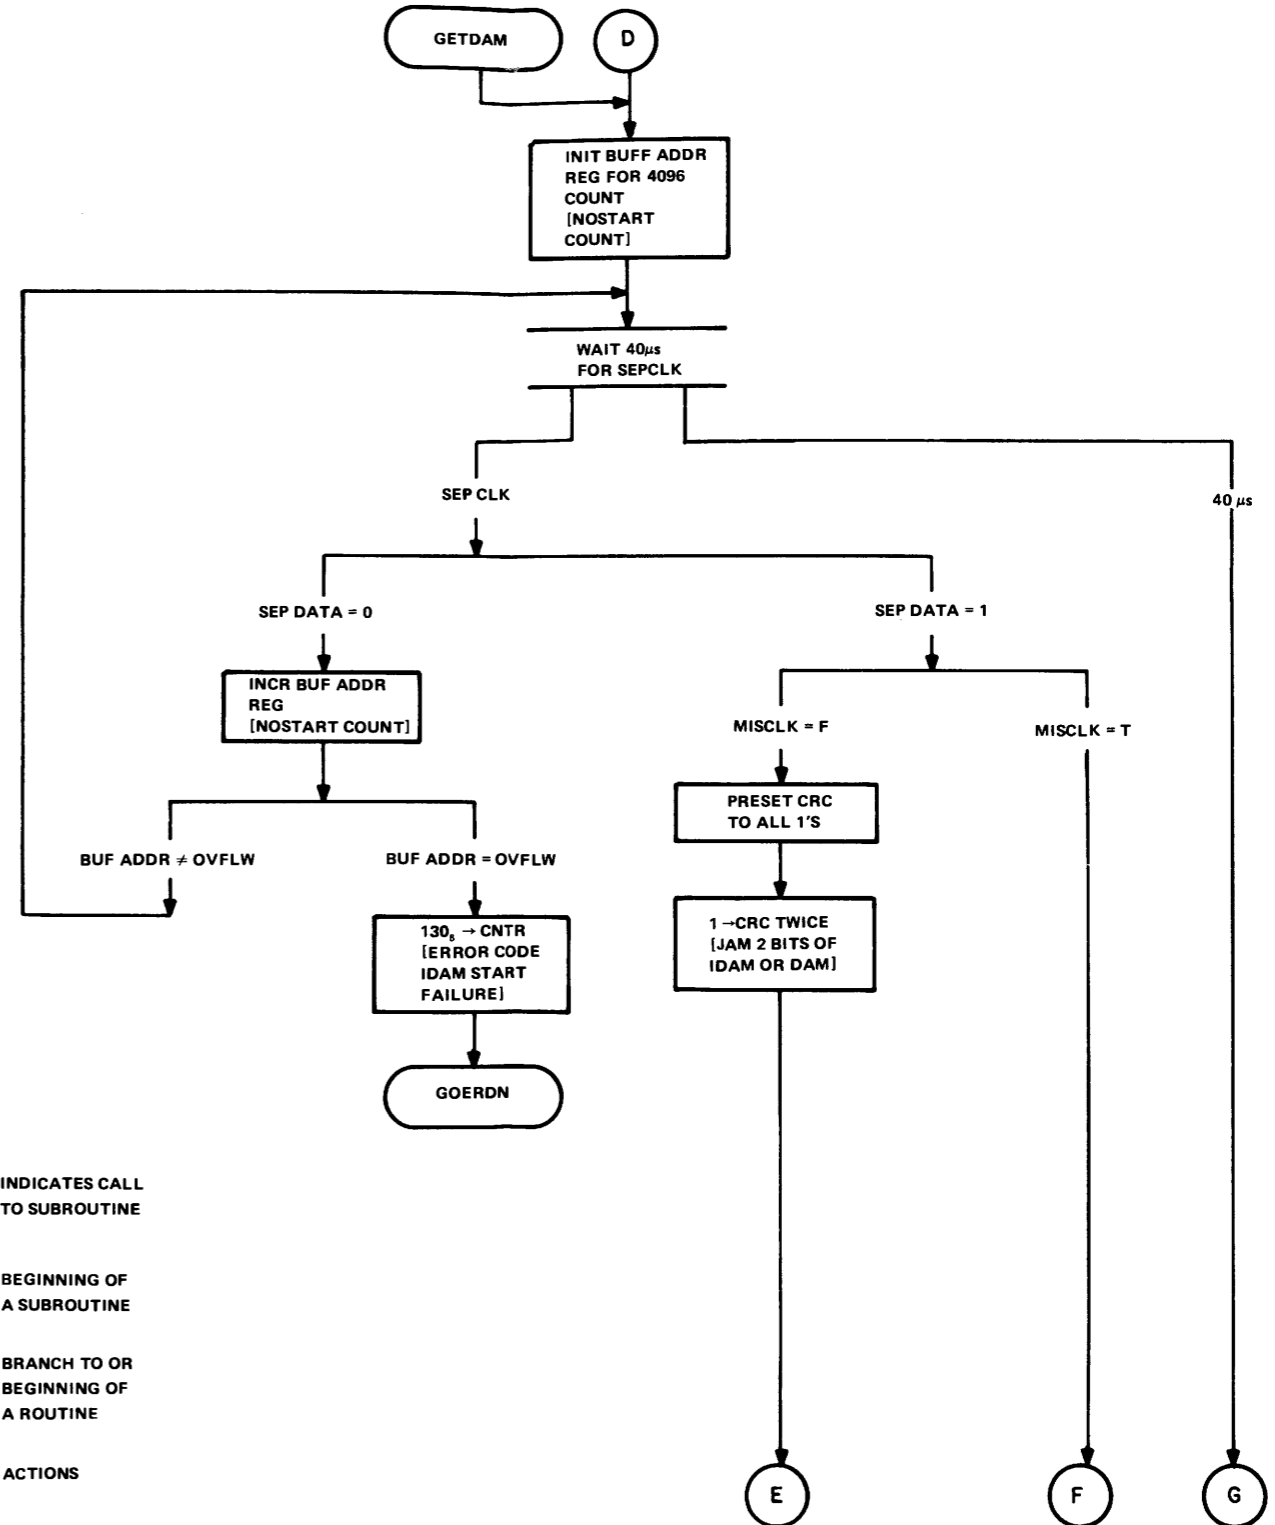 GETDAM
D
INIT BUFF ADDR
REG FOR 4096
COUNT
[NOSTART
COUNT]
WAIT 40μs
FOR SEPCLK
SEP CLK
40 μs
SEP DATA = 0
SEP DATA = 1
INCR BUF ADDR
REG
[NOSTART COUNT]
MISCLK = F
MISCLK = T
PRESET CRC
TO ALL 1'S
BUF ADDR ≠ OVFLW
BUF ADDR = OVFLW
1→CRC TWICE
[JAM 2 BITS OF
IDAM OR DAM]
130₈ → CNTR
[ERROR CODE
IDAM START
FAILURE]
GOERDN
INDICATES CALL
TO SUBROUTINE
BEGINNING OF
A SUBROUTINE
BRANCH TO OR
BEGINNING OF
A ROUTINE
ACTIONS
E
F
G